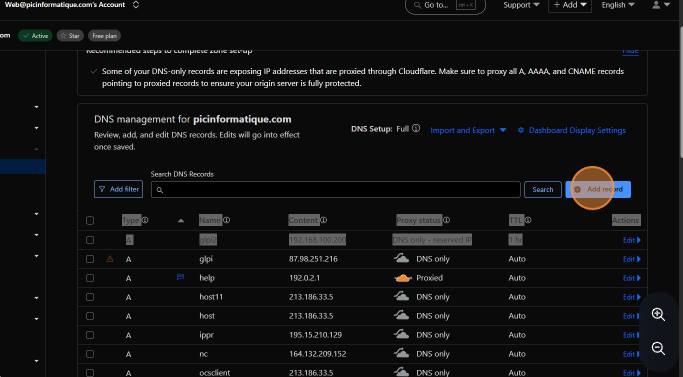 Web@picinformatique.com's Account
Go to... ctrl + K
Support
+ Add
English
om
Active
Star
Free plan
Recommended steps to complete zone set-up
Hide
Some of your DNS-only records are exposing IP addresses that are proxied through Cloudflare. Make sure to proxy all A, AAAA, and CNAME records
pointing to proxied records to ensure your origin server is fully protected.
DNS management for picinformatique.com
Review, add, and edit DNS records. Edits will go into effect
once saved.
DNS Setup: Full
Import and Export
Dashboard Display Settings
Search DNS Records
Add filter
Search
Add record
Type Name Content Proxy status TTL Actions
A glpi2 192.168.100.200 DNS only - reserved IP 1 hr Edit
A glpi 87.98.251.216 DNS only Auto Edit
A help 192.0.2.1 Proxied Auto Edit
A host11 213.186.33.5 DNS only Auto Edit
A host 213.186.33.5 DNS only Auto Edit
A ippr 195.15.210.129 DNS only Auto Edit
A nc 164.132.209.152 DNS only Auto Edit
A ocsclient 213.186.33.5 DNS only Auto Edit